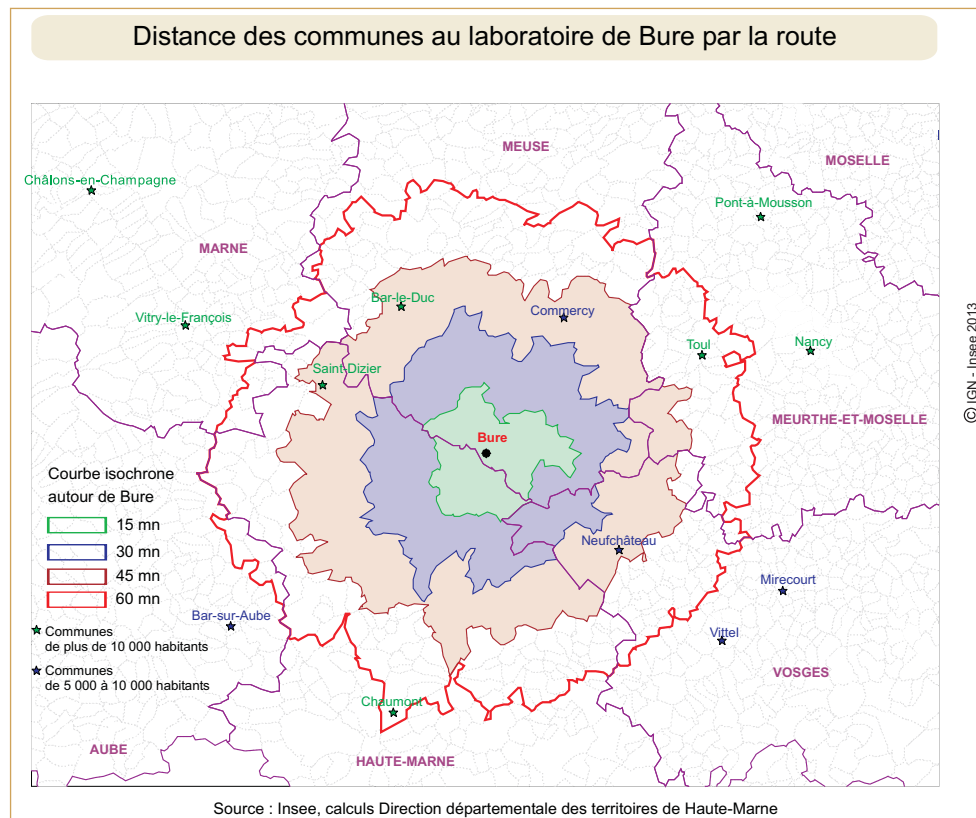 Distance des communes au laboratoire de Bure par la route
MEUSE
MOSELLE
Châlons-en-Champagne
Pont-à-Mousson
MARNE
Bar-le-Duc
Commercy
Vitry-le-François
Toul
Nancy
Saint-Dizier
MEURTHE-ET-MOSELLE
Bure
Courbe isochrone
autour de Bure
15 mn
30 mn
45 mn
60 mn
Neufchâteau
Mirecourt
Bar-sur-Aube
Vittel
Communes
de plus de 10 000 habitants
Communes
de 5 000 à 10 000 habitants
VOSGES
Chaumont
AUBE
HAUTE-MARNE
© IGN - Insee 2013
Source : Insee, calculs Direction départementale des territoires de Haute-Marne